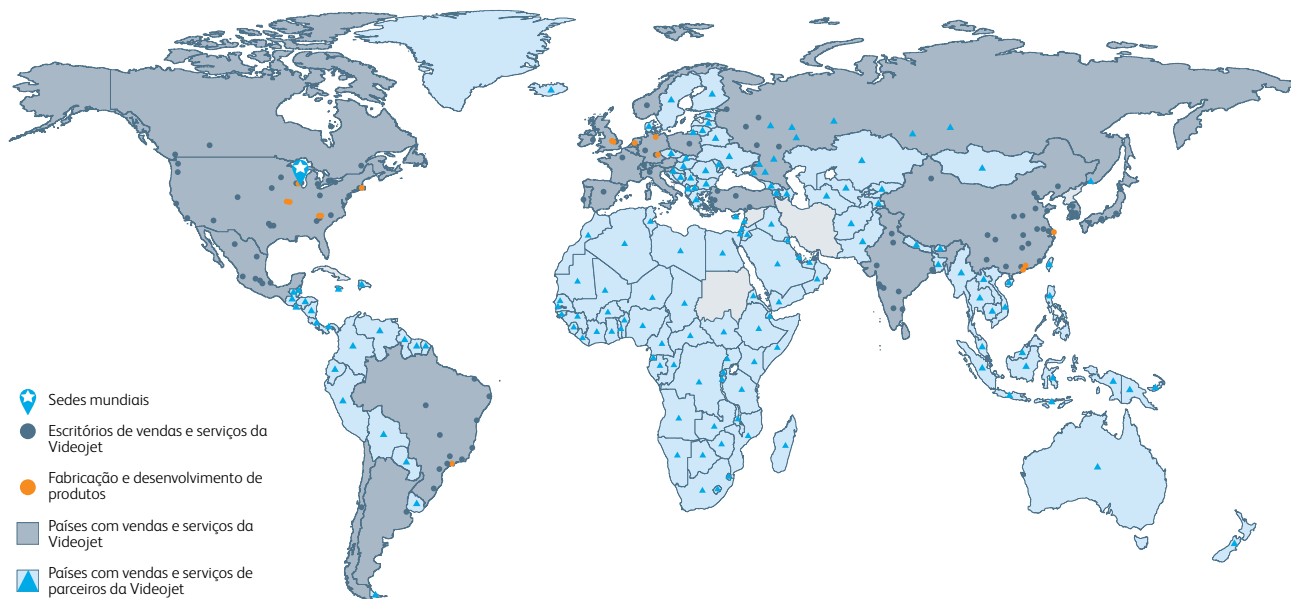 Sedes mundiais
Escritórios de vendas e serviços da
Videojet
Fabricação e desenvolvimento de
produtos
Países com vendas e serviços da
Videojet
Países com vendas e serviços de
parceiros da Videojet